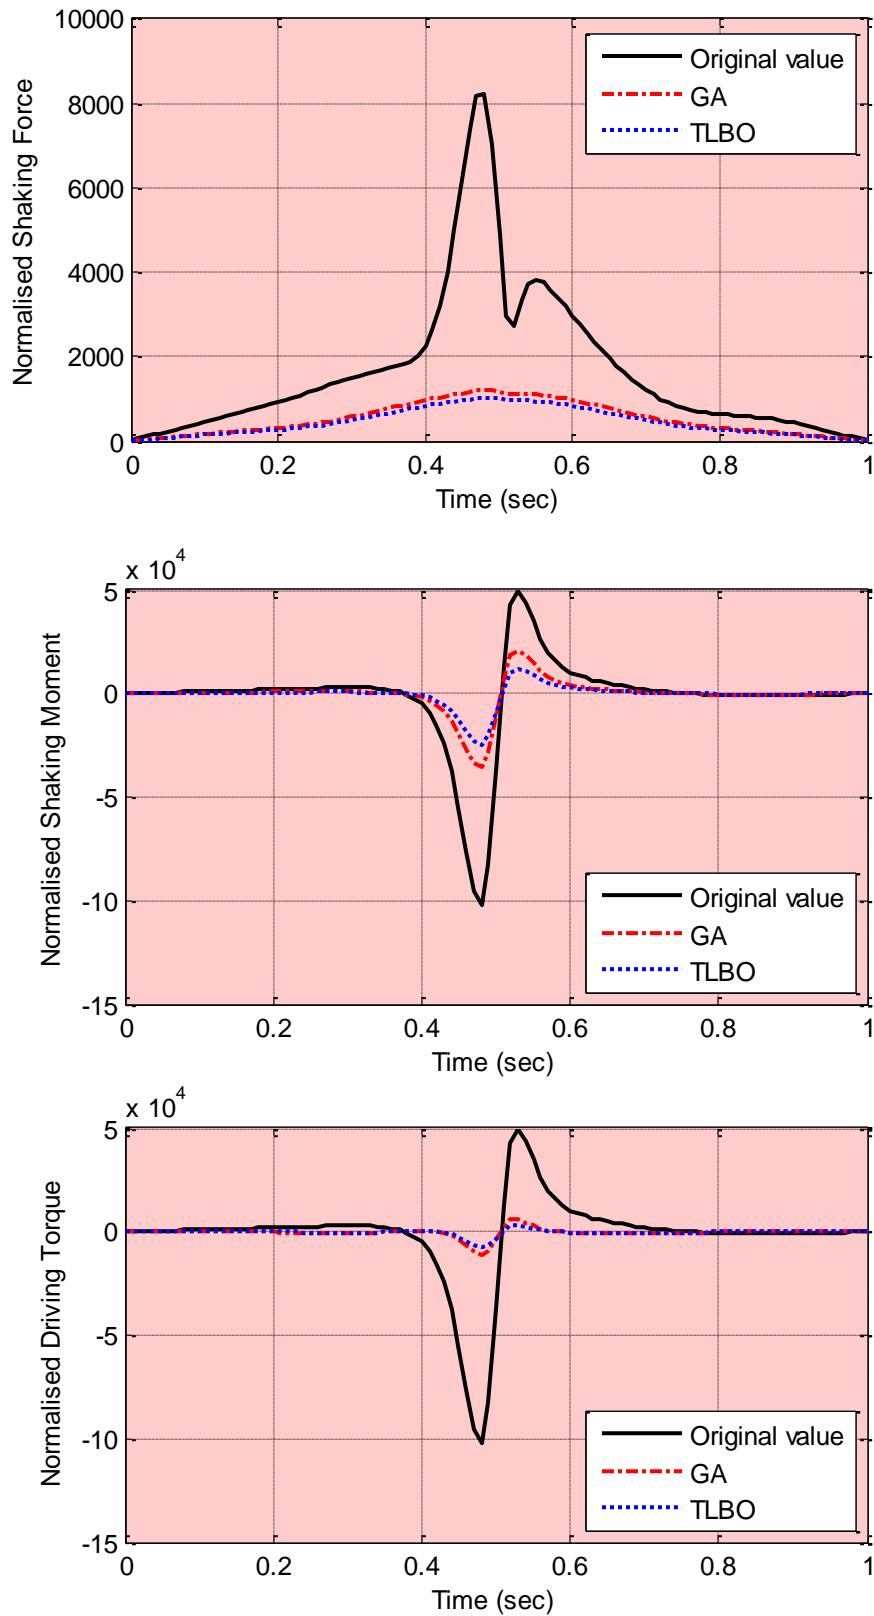 10000
8000
6000
4000
2000
0
Normalised Shaking Force
Original value
GA
TLBO
0 0.2 0.4 0.6 0.8 1
Time (sec)
x 10^4
5
0
-5
-10
-15
Normalised Shaking Moment
Original value
GA
TLBO
0 0.2 0.4 0.6 0.8 1
Time (sec)
x 10^4
5
0
-5
-10
-15
Normalised Driving Torque
Original value
GA
TLBO
0 0.2 0.4 0.6 0.8 1
Time (sec)